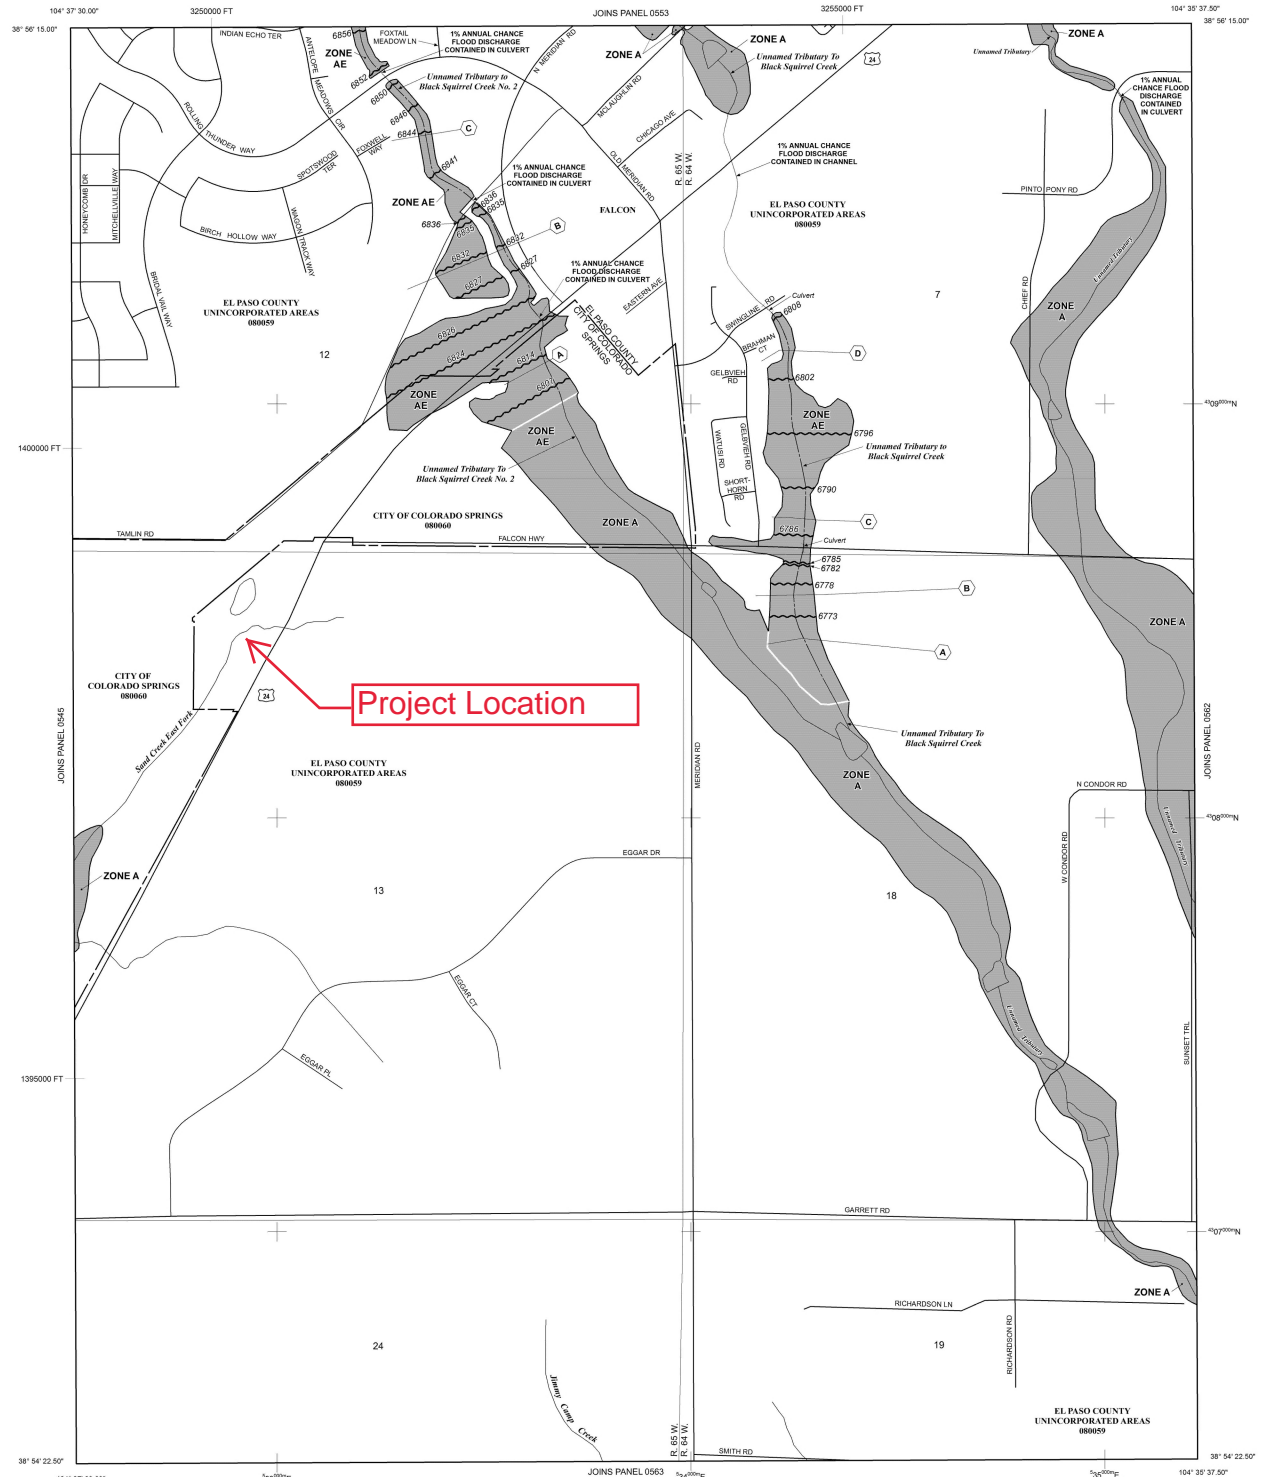 104° 37' 30.00"
3250000 FT
JOINS PANEL 0553
3255000 FT
104° 35' 37.50"
38° 56' 15.00"
38° 56' 15.00"
INDIAN ECHO TER
6856
FOXTAIL
MEADOW LN
1% ANNUAL CHANCE
FLOOD DISCHARGE
CONTAINED IN CULVERT
ZONE
AE
ANTELOPE
MEADOWS CIR
N MERIDIAN RD
ZONE A
ZONE A
Unnamed Tributary To
Black Squirrel Creek
24
Unnamed Tributary
ZONE A
6852
6850
Unnamed Tributary to
Black Squirrel Creek No. 2
6846
6844
C
MCLAUGHLIN RD
CHICAGO AVE
1% ANNUAL
CHANCE FLOOD
DISCHARGE
CONTAINED
IN CULVERT
ROLLING
THUNDER WAY
SPOTSWOOD
TER
FOXWELL
WAY
6841
OLD MERIDIAN RD
R. 65 W.
R. 64 W.
1% ANNUAL CHANCE
FLOOD DISCHARGE
CONTAINED IN CHANNEL
1% ANNUAL CHANCE
FLOOD DISCHARGE
CONTAINED IN CULVERT
HONEYCOMB DR
MITCHELLVILLE WAY
PINTO PONY RD
ZONE AE
6836
6835
6836
6835
FALCON
EL PASO COUNTY
UNINCORPORATED AREAS
080059
WAGON TRACK WAY
BIRCH HOLLOW WAY
B
6832
6832
6827
6827
1% ANNUAL CHANCE
FLOOD DISCHARGE
CONTAINED IN CULVERT
Unnamed Tributary
BRIDAL VAIL WAY
EASTERN AVE
EL PASO COUNTY
UNINCORPORATED AREAS
080059
12
7
CHIEF RD
SWINGLINE RD
Culvert
6808
ZONE
A
EL PASO COUNTY
CITY OF COLORADO
SPRINGS
6826
6824
6814
A
6807
BRAHMAN
CT
D
GELBVIEH
RD
6802
ZONE
AE
ZONE
AE
ZONE
AE
4309000mN
WATUSI RD
GELBVIEH RD
6796
1400000 FT
Unnamed Tributary To
Black Squirrel Creek No. 2
Unnamed Tributary to
Black Squirrel Creek
SHORT-
HORN
RD
6790
CITY OF COLORADO SPRINGS
080060
ZONE A
C
6786
TAMLIN RD
FALCON HWY
Culvert
6785
6782
6778
B
6773
ZONE A
A
CITY OF
COLORADO SPRINGS
080060
24
Project Location
Sand Creek East Fork
JOINS PANEL 0545
JOINS PANEL 0562
Unnamed Tributary To
Black Squirrel Creek
MERIDIAN RD
EL PASO COUNTY
UNINCORPORATED AREAS
080059
ZONE
A
N CONDOR RD
4308000mN
Unnamed Tributary
W CONDOR RD
EGGAR DR
ZONE A
13
18
EGGAR CT
Unnamed Tributary
SUNSET TRL
EGGAR PL
1395000 FT
GARRETT RD
4307000mN
ZONE A
RICHARDSON LN
RICHARDSON RD
24
19
Jimmy Camp Creek
EL PASO COUNTY
UNINCORPORATED AREAS
080059
R. 65 W.
R. 64 W.
SMITH RD
38° 54' 22.50"
38° 54' 22.50"
JOINS PANEL 0563
104° 35' 37.50"